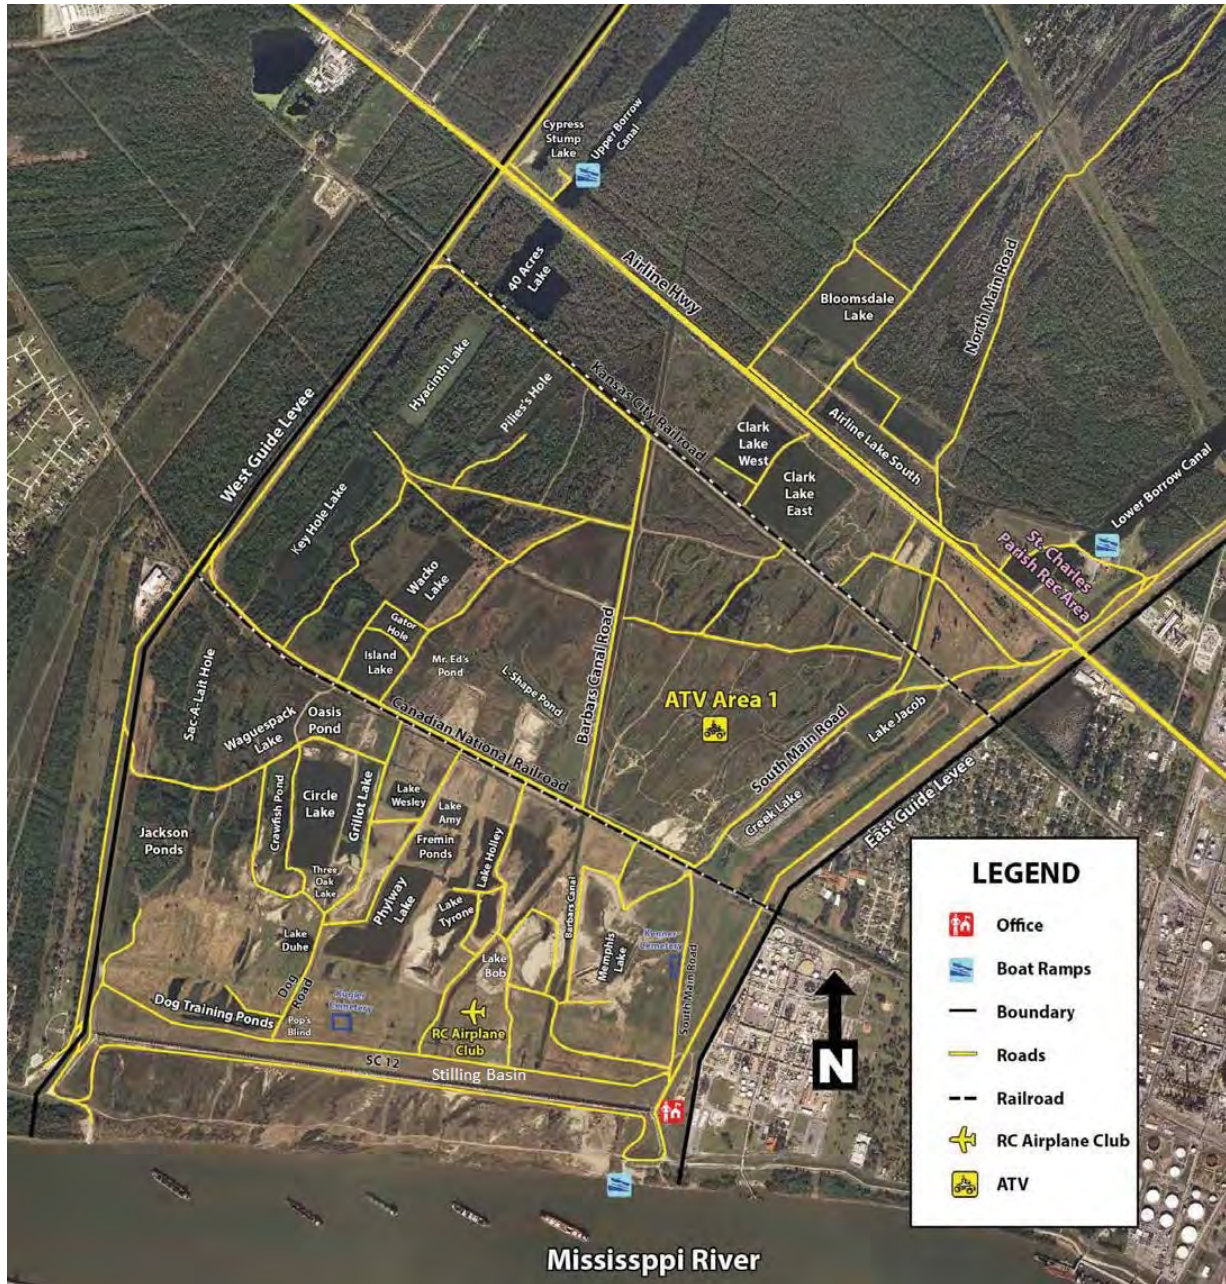 Cypress
Stump
Lake
Upper Borrow
Canal
40 Acres
Lake
Airline Hwy
Bloomsdale
Lake
North Main Road
Hyacinth Lake
Pilies's Hole
Kansas City Railroad
West Guide Levee
Clark
Lake
West
Airline Lake South
Clark
Lake
East
Lower Borrow Canal
St. Charles
Parish Rec Area
Key Hole Lake
Wacko
Lake
Gator
Hole
Island
Lake
Mr. Ed's
Pond
L-Shape Pond
Barbars Canal Road
ATV Area 1
Sac-A-Lait Hole
Waguespack
Lake
Oasis
Pond
Canadian National Railroad
South Main Road
Lake Jacob
Creek Lake
East Guide Levee
Crawfish Pond
Circle
Lake
Grillot Lake
Lake
Wesley
Lake
Amy
Fremin
Ponds
Lake Holley
Jackson
Ponds
Three
Oak
Lake
Phylway
Lake
Lake
Tyrone
Barbars Canal
Memphis
Lake
Kenner
Cemetery
South Main Road
Lake
Duhe
Lake
Bob
Dog
Road
Dog Training Ponds
Pop's
Blind
Kugler
Cemetery
RC Airplane
Club
SC 12
Stilling Basin
N
LEGEND
Office
Boat Ramps
Boundary
Roads
Railroad
RC Airplane Club
ATV
Mississppi River